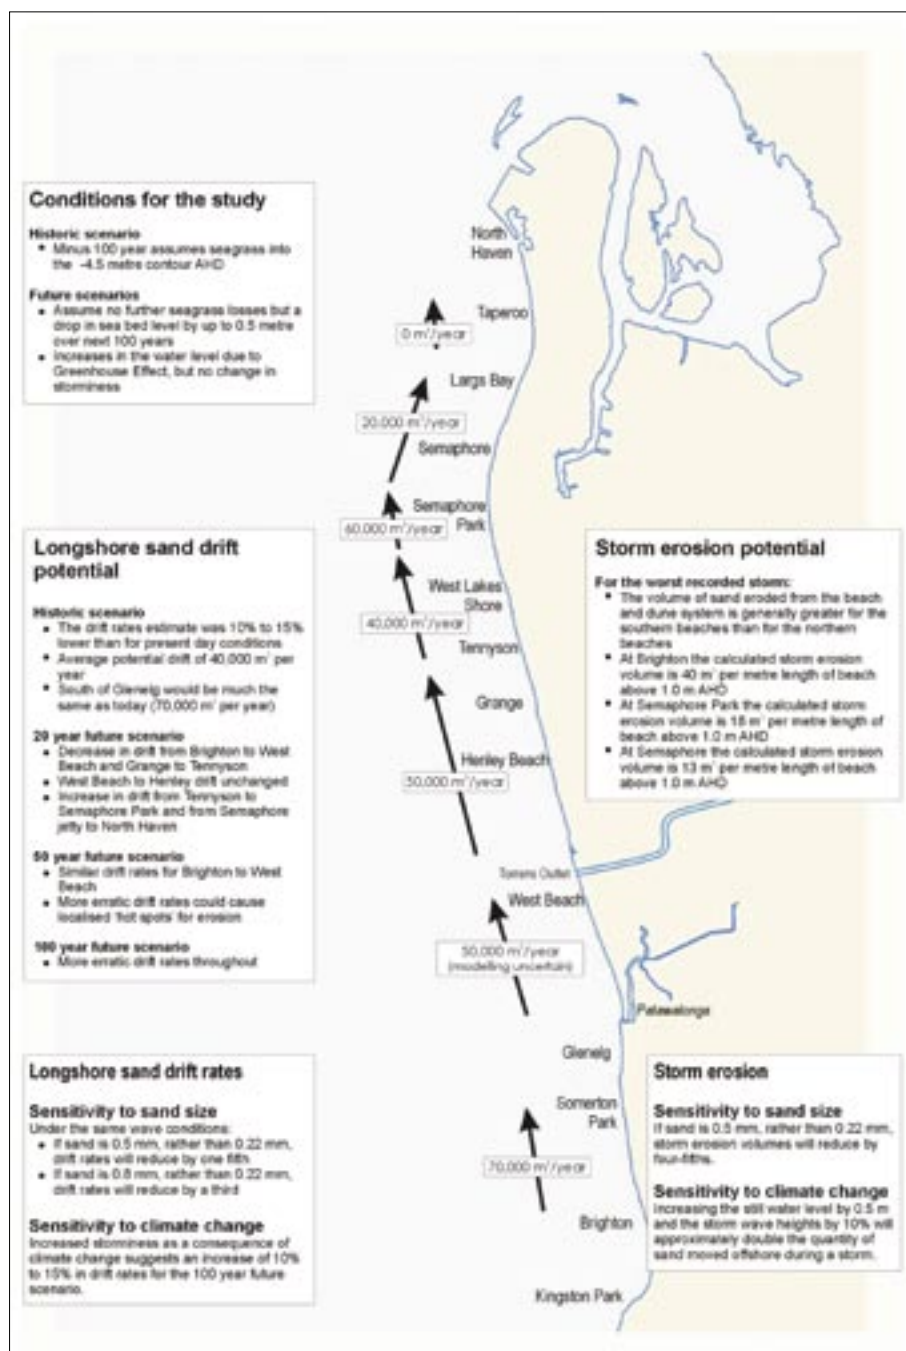 Conditions for the study
Historic scenario
• Minus 100 year assumes seagrass into
the -4.5 metre contour AHD
Future scenarios
• Assume no further seagrass losses but a
drop in sea bed level by up to 0.5 metre
over next 100 years
• Increases in the water level due to
Greenhouse Effect, but no change in
storminess
North
Haven
Taperoo
0 m³/year
Largs Bay
20,000 m³/year
Semaphore
Semaphore
Park
60,000 m³/year
West Lakes
Shore
40,000 m³/year
Tennyson
Grange
Henley Beach
50,000 m³/year
Torrens Outlet
West Beach
50,000 m³/year
(modelling uncertain)
Patawalonga
Glenelg
Somerton
Park
70,000 m³/year
Brighton
Kingston Park
Longshore sand drift
potential
Historic scenario
• The drift rates estimate was 10% to 15%
lower than for present day conditions
• Average potential drift of 40,000 m³ per
year
• South of Glenelg would be much the
same as today (70,000 m³ per year)
20 year future scenario
• Decrease in drift from Brighton to West
Beach and Grange to Tennyson
• West Beach to Henley drift unchanged
• Increase in drift from Tennyson to
Semaphore Park and from Semaphore
jetty to North Haven
50 year future scenario
• Similar drift rates for Brighton to West
Beach
• More erratic drift rates could cause
localised 'hot spots' for erosion
100 year future scenario
• More erratic drift rates throughout
Storm erosion potential
For the worst recorded storm:
• The volume of sand eroded from the beach
and dune system is generally greater for the
southern beaches than for the northern
beaches
• At Brighton the calculated storm erosion
volume is 40 m³ per metre length of beach
above 1.0 m AHD
• At Semaphore Park the calculated storm
erosion volume is 18 m³ per metre length of
beach above 1.0 m AHD
• At Semaphore the calculated storm erosion
volume is 13 m³ per metre length of beach
above 1.0 m AHD
Longshore sand drift rates
Sensitivity to sand size
Under the same wave conditions:
• If sand is 0.5 mm, rather than 0.22 mm,
drift rates will reduce by one fifth
• If sand is 0.8 mm, rather than 0.22 mm,
drift rates will reduce by a third
Sensitivity to climate change
Increased storminess as a consequence of
climate change suggests an increase of 10%
to 15% in drift rates for the 100 year future
scenario.
Storm erosion
Sensitivity to sand size
If sand is 0.5 mm, rather than 0.22 mm,
storm erosion volumes will reduce by
four-fifths.
Sensitivity to climate change
Increasing the still water level by 0.5 m
and the storm wave heights by 10% will
approximately double the quantity of
sand moved offshore during a storm.